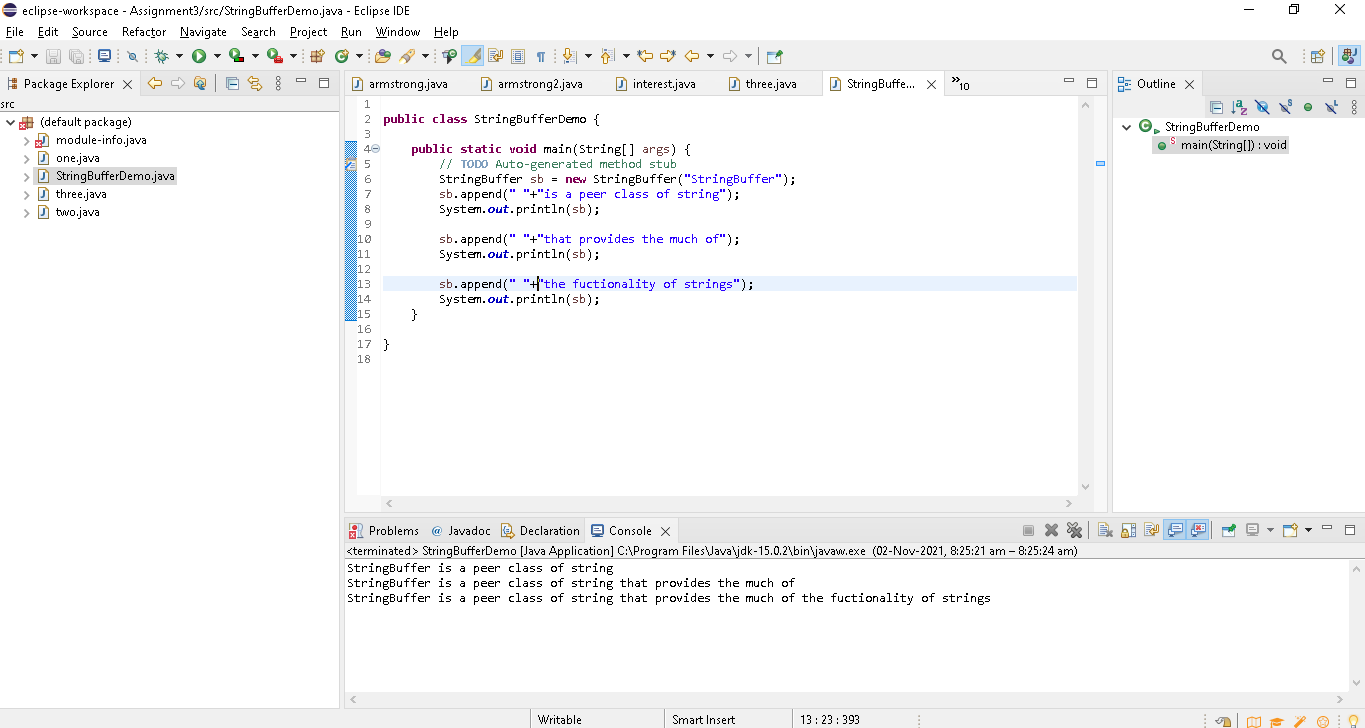 eclipse-workspace - Assignment3/src/StringBufferDemo.java - Eclipse IDE
File Edit Source Refactor Navigate Search Project Run Window Help
Package Explorer
src
(default package)
module-info.java
one.java
StringBufferDemo.java
three.java
two.java
armstrong.java armstrong2.java interest.java three.java StringBuffe... »10
1
2 public class StringBufferDemo {
3
4 public static void main(String[] args) {
5 // TODO Auto-generated method stub
6 StringBuffer sb = new StringBuffer("StringBuffer");
7 sb.append(" "+"is a peer class of string");
8 System.out.println(sb);
9
10 sb.append(" "+"that provides the much of");
11 System.out.println(sb);
12
13 sb.append(" "+"the fuctionality of strings");
14 System.out.println(sb);
15 }
16
17 }
18
Outline
StringBufferDemo
main(String[]) : void
Problems @ Javadoc Declaration Console
<terminated> StringBufferDemo [Java Application] C:\Program Files\Java\jdk-15.0.2\bin\javaw.exe (02-Nov-2021, 8:25:21 am – 8:25:24 am)
StringBuffer is a peer class of string
StringBuffer is a peer class of string that provides the much of
StringBuffer is a peer class of string that provides the much of the fuctionality of strings
Writable Smart Insert 13 : 23 : 393